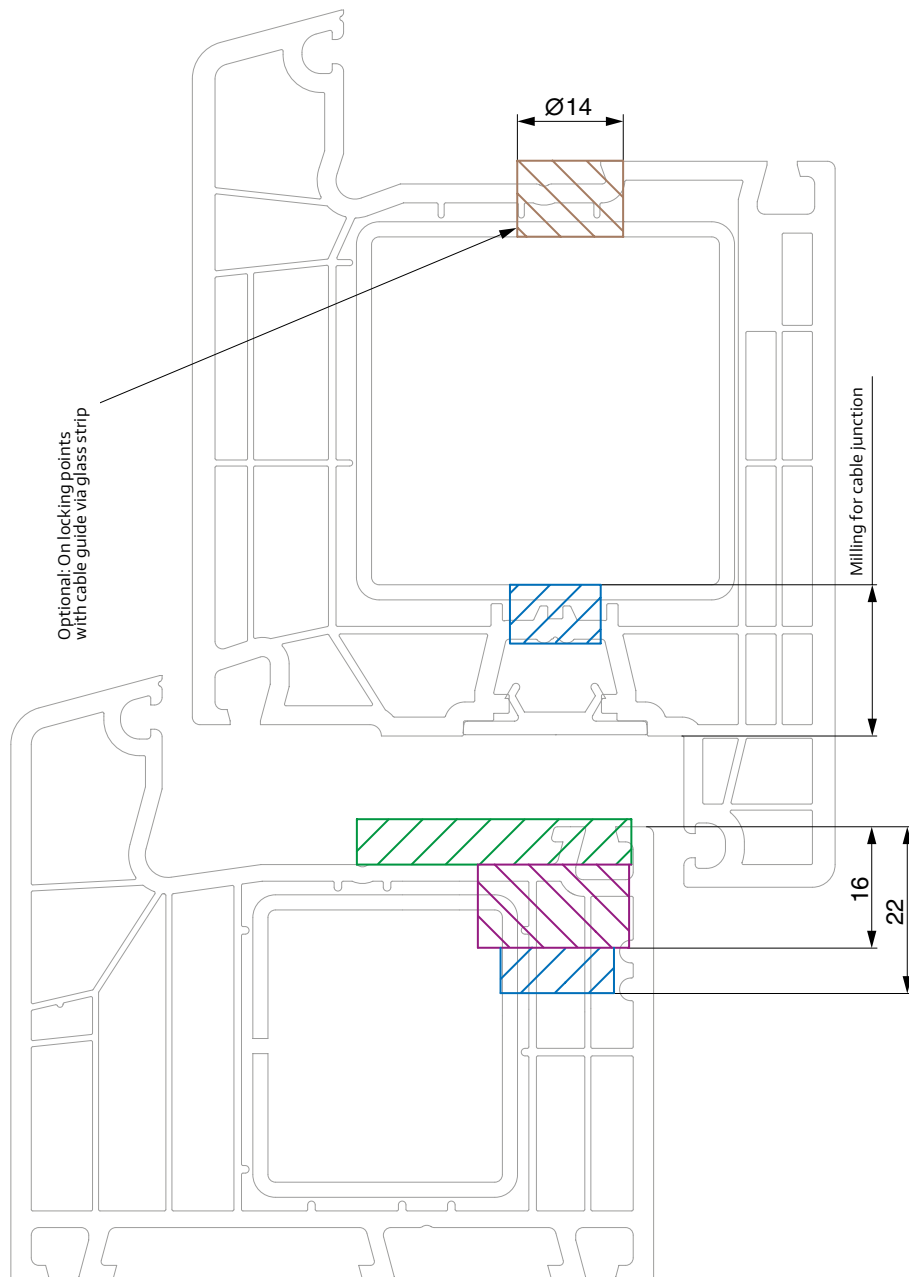 Ø14
Optional: On locking points
with cable guide via glass strip
Milling for cable junction
16
22